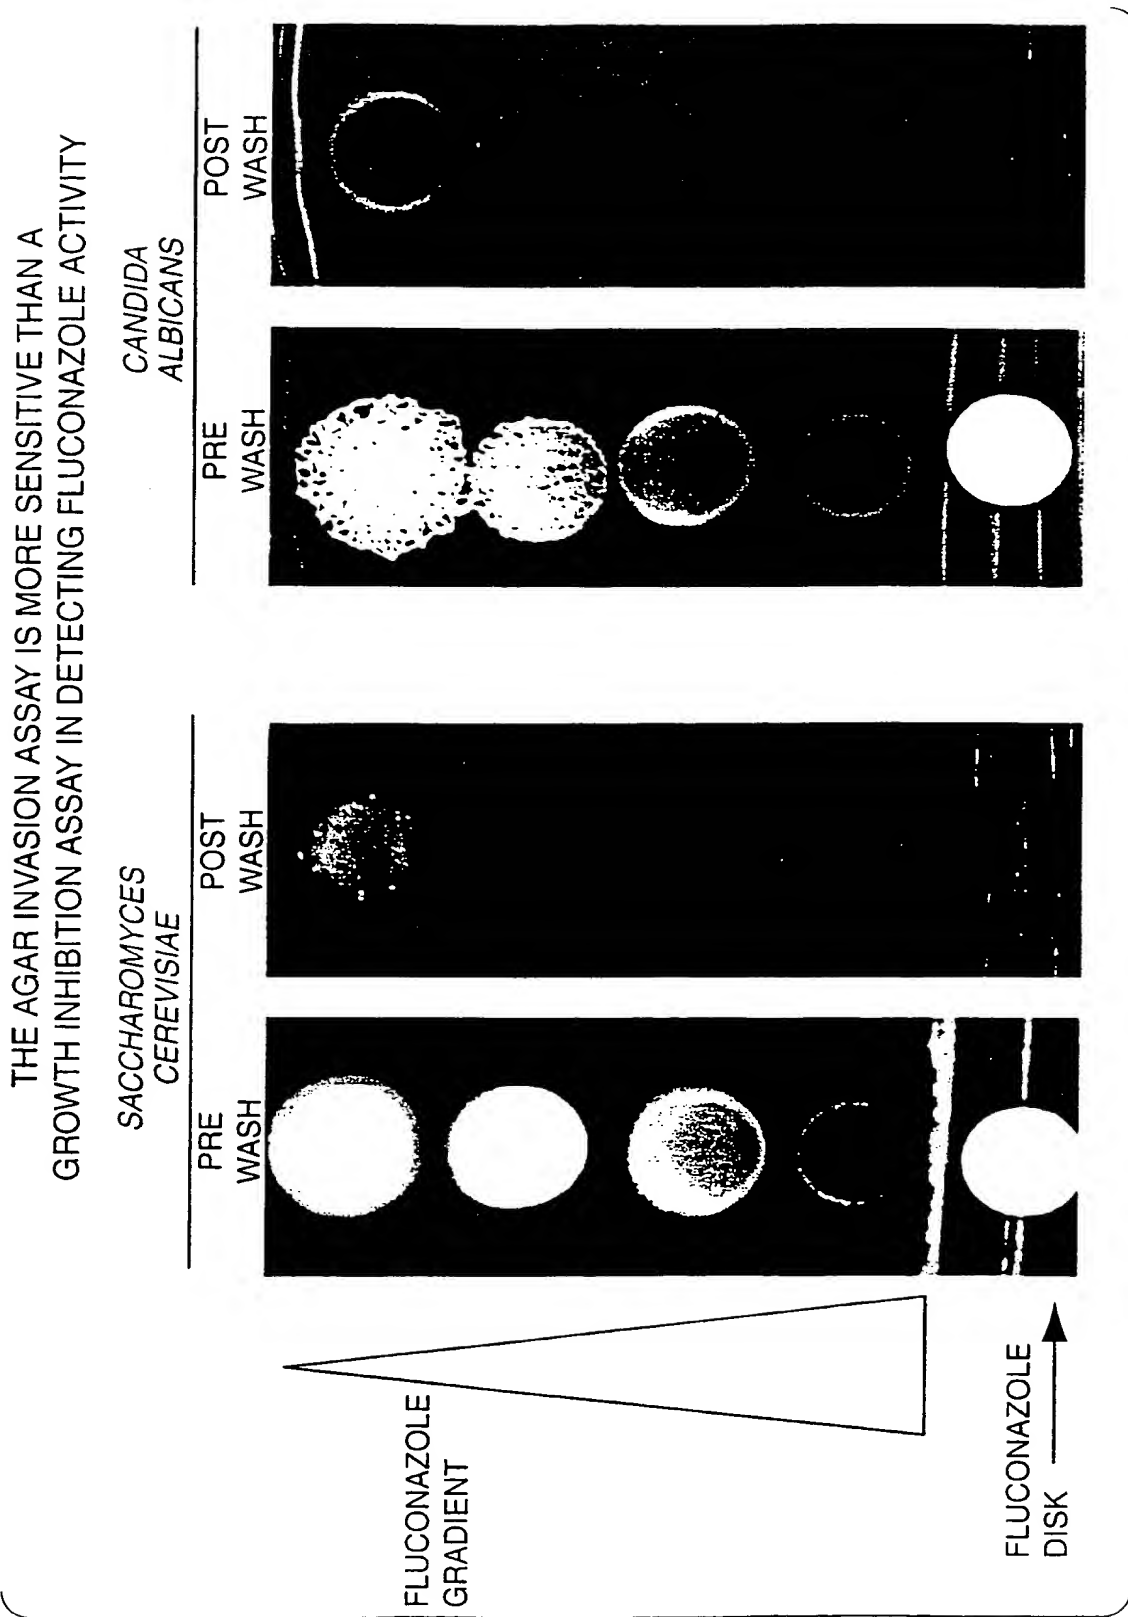 THE AGAR INVASION ASSAY IS MORE SENSITIVE THAN A
GROWTH INHIBITION ASSAY IN DETECTING FLUCONAZOLE ACTIVITY
SACCHAROMYCES
CEREVISIAE
CANDIDA
ALBICANS
PRE
WASH
POST
WASH
PRE
WASH
POST
WASH
FLUCONAZOLE
GRADIENT
FLUCONAZOLE
DISK